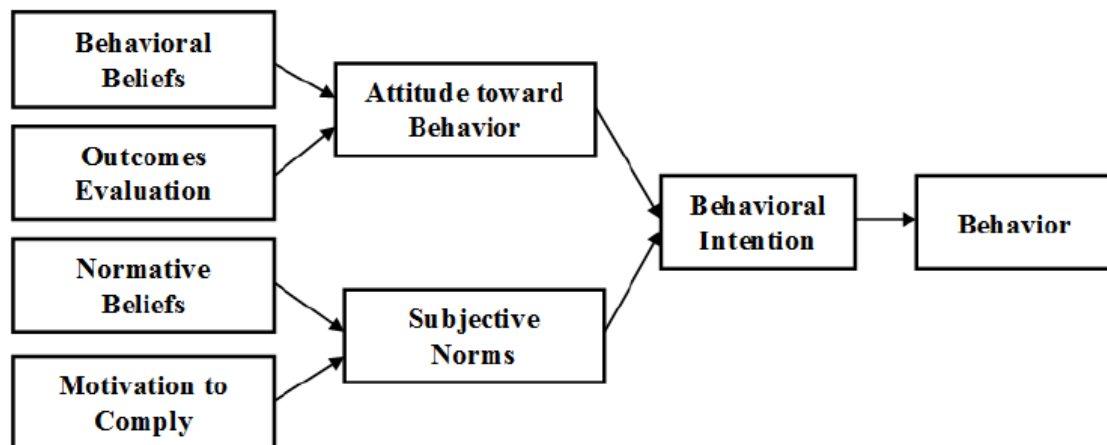 Behavioral
Beliefs
Outcomes
Evaluation
Normative
Beliefs
Motivation to
Comply
Attitude toward
Behavior
Subjective
Norms
Behavioral
Intention
Behavior